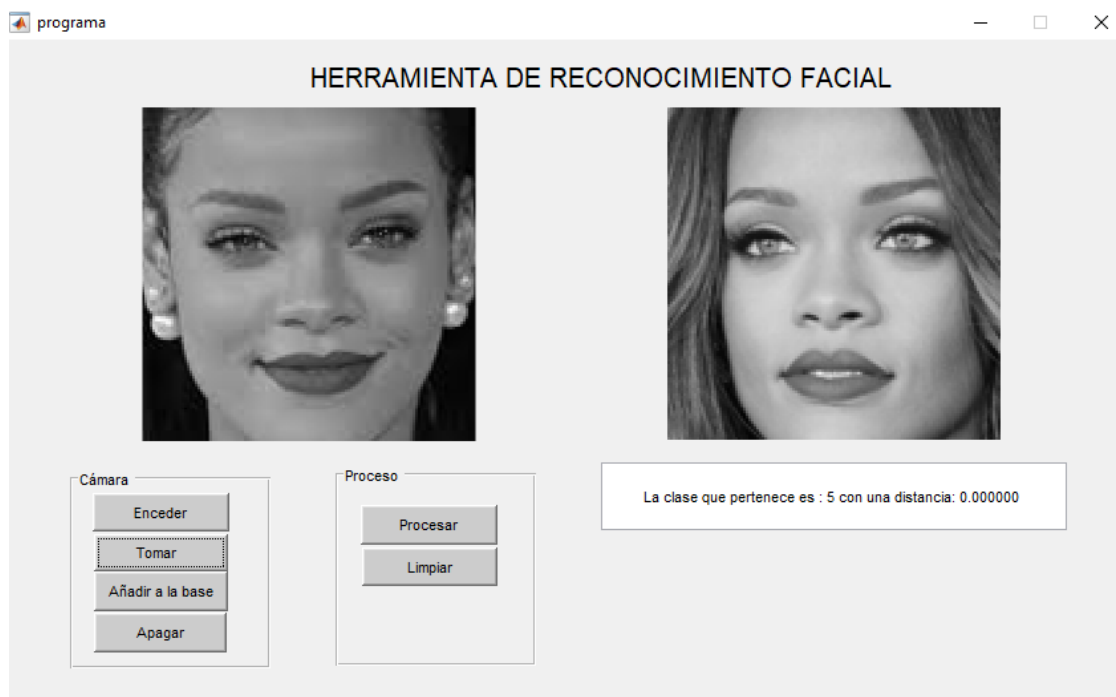 programa
HERRAMIENTA DE RECONOCIMIENTO FACIAL
Cámara
Enceder
Tomar
Añadir a la base
Apagar
Proceso
Procesar
Limpiar
La clase que pertenece es : 5 con una distancia: 0.000000